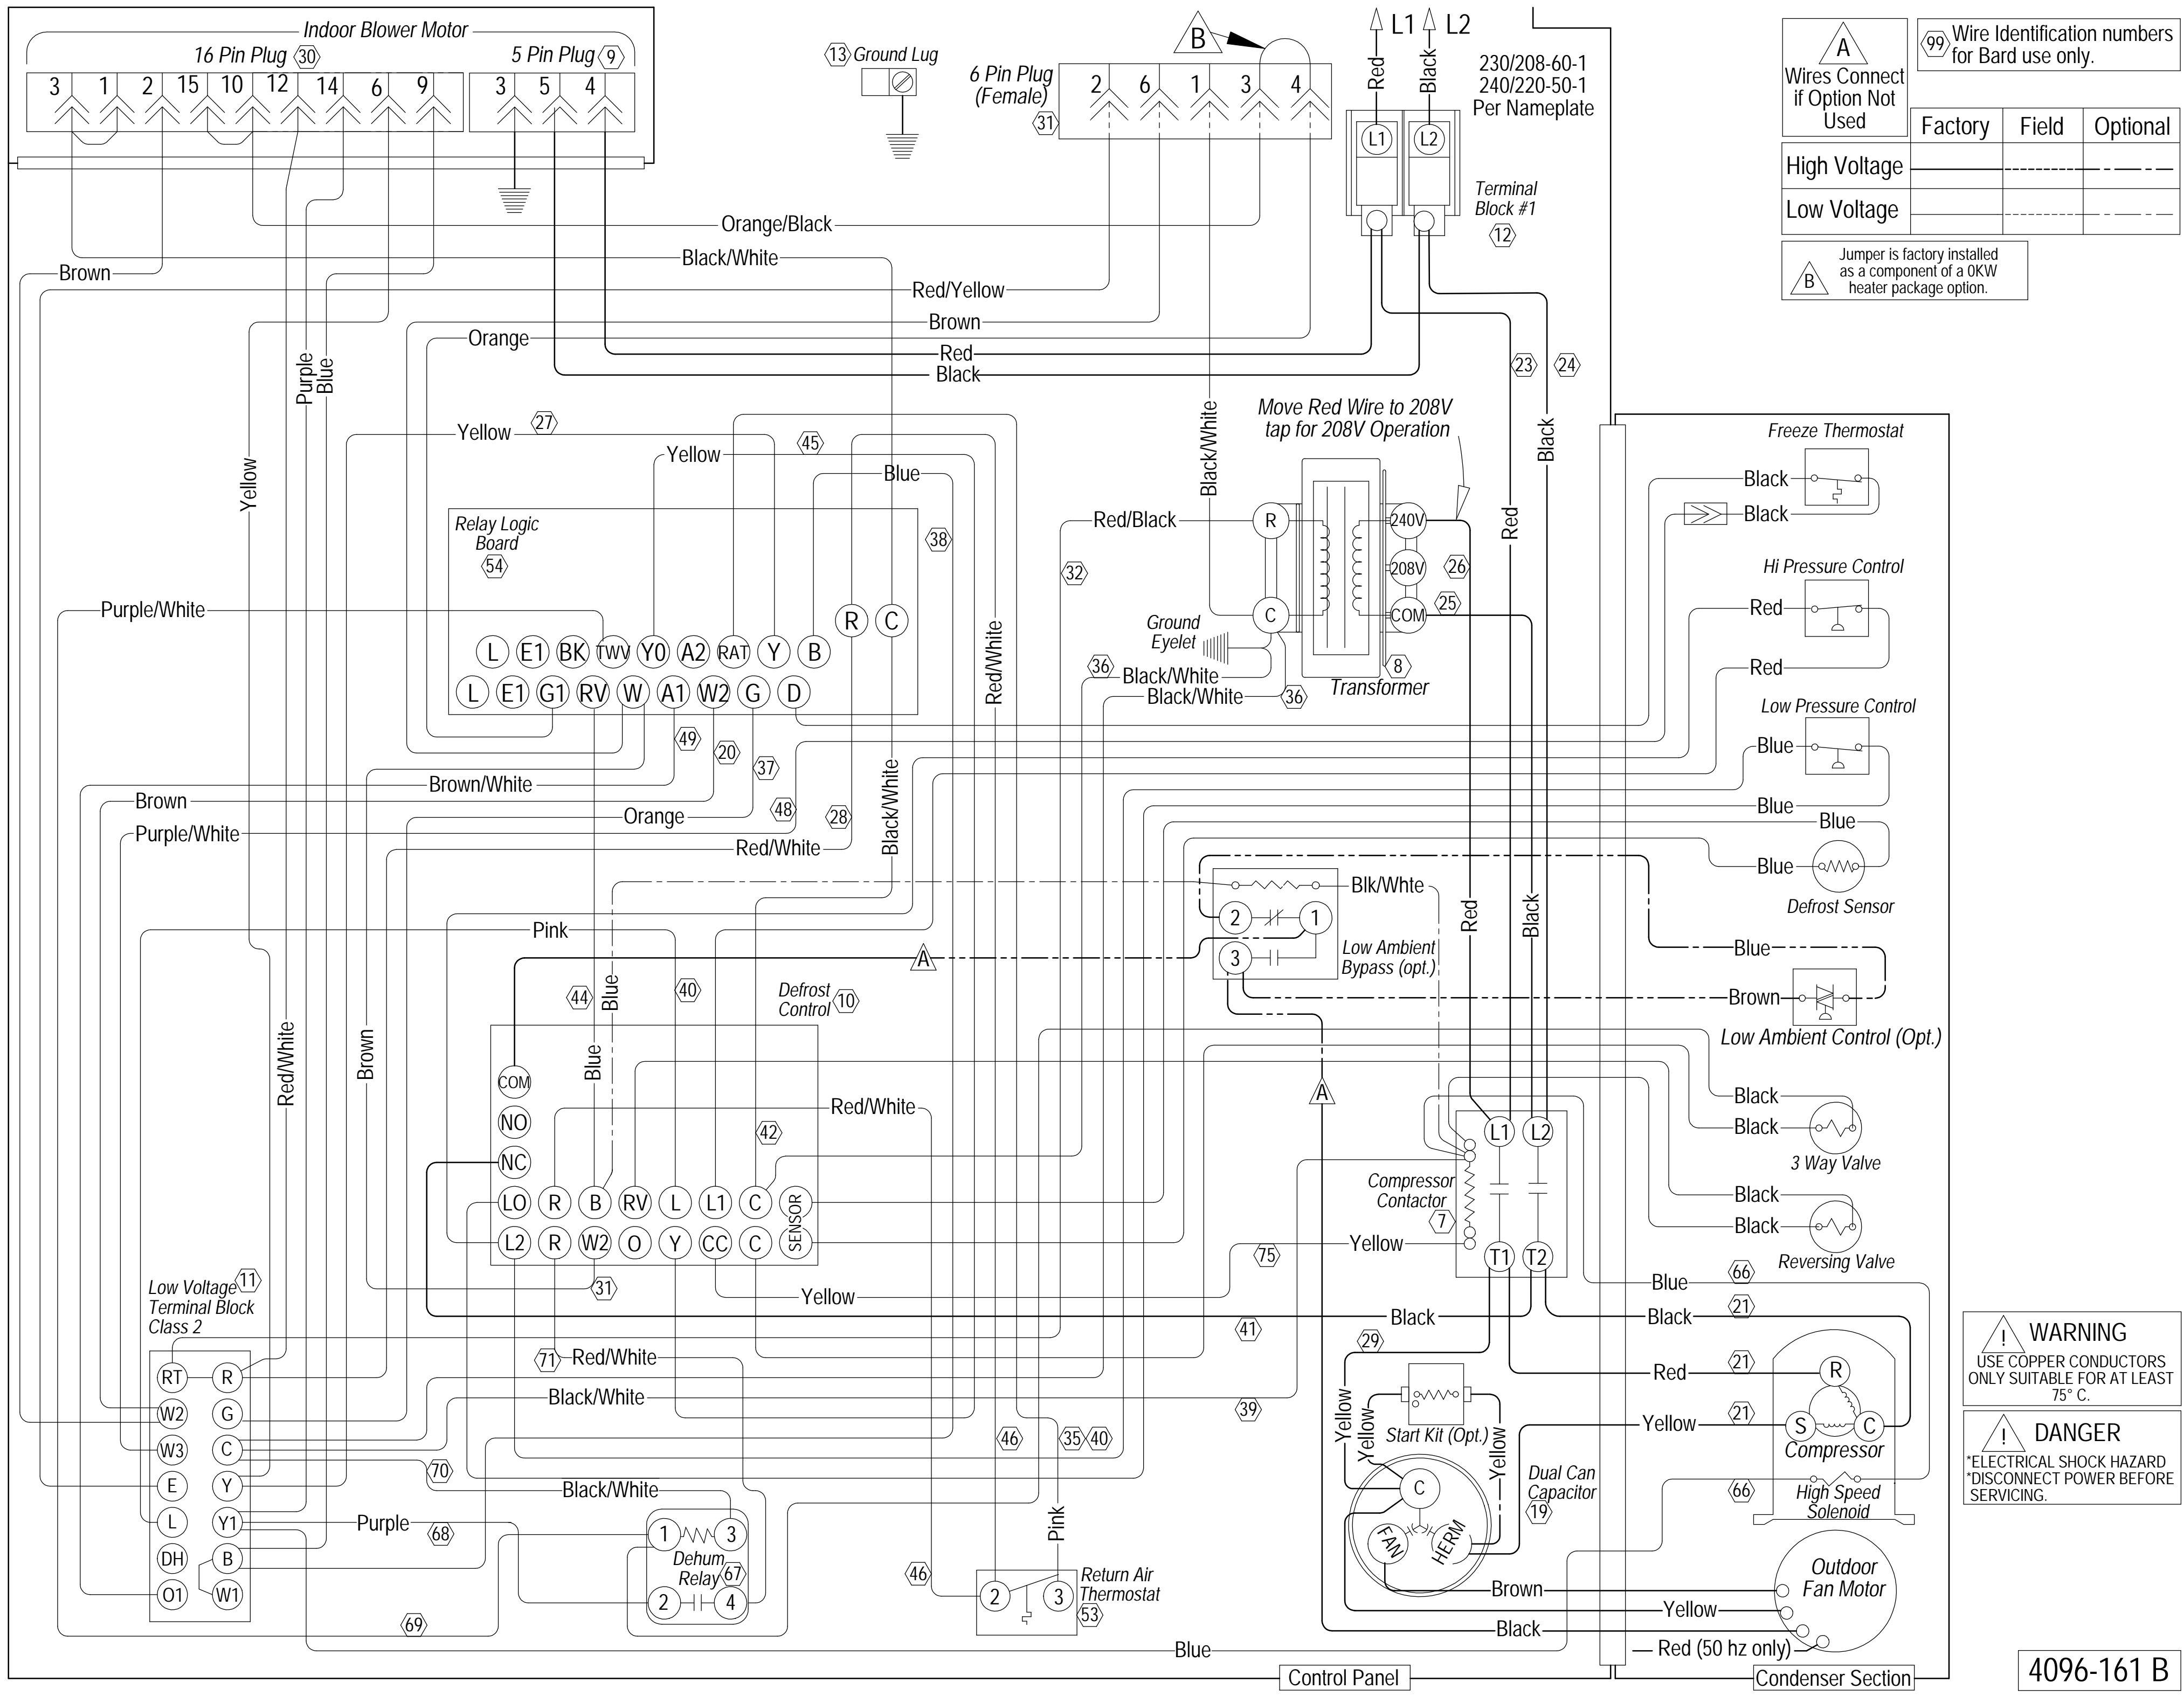 Indoor Blower Motor
16 Pin Plug 30
5 Pin Plug 9
3 1 2 15 10 12 14 6 9
3 5 4
13 Ground Lug
6 Pin Plug
(Female)
31
2 6 1 3 4
B
L1 L2
Red
Black
230/208-60-1
240/220-50-1
Per Nameplate
L1 L2
Terminal
Block #1
12
A
Wires Connect
if Option Not
Used
99 Wire Identification numbers
for Bard use only.
Factory Field Optional
High Voltage
Low Voltage
B
Jumper is factory installed
as a component of a 0KW
heater package option.
Orange/Black
Black/White
Brown
Red/Yellow
Brown
Orange
Red
Black
Purple
Blue
Yellow
23 24
Black
Red
Move Red Wire to 208V
tap for 208V Operation
Black/White
27
Yellow
45
Yellow
Blue
Relay Logic
Board
54
38
Red/Black
32
R
C
240V
208V
COM
26
25
Ground
Eyelet
8
Transformer
36
Black/White
Black/White
36
Red/White
Purple/White
R C
L E1 BK TWV Y0 A2 RAT Y B
L E1 G1 RV W A1 W2 G D
49
20
37
48
28
Brown/White
Brown
Orange
Purple/White
Red/White
Black/White
Freeze Thermostat
Black
Black
Hi Pressure Control
Red
Red
Low Pressure Control
Blue
Blue
Blue
Blue
Defrost Sensor
Blk/Whte
2 1
3
Low Ambient
Bypass (opt.)
Red
Black
Blue
Brown
Low Ambient Control (Opt.)
Pink
A
44
Blue
40
Defrost
Control
10
Brown
Red/White
Blue
COM
NO
NC
Red/White
42
LO R B RV L L1 C SENSOR
L2 R W2 O Y CC C SENSOR
31
Yellow
A
L1 L2
Compressor
Contactor
7
Yellow
75
T1 T2
Black
Black
3 Way Valve
Black
Black
Reversing Valve
Blue 66
Black
Black 21
41
29
Low Voltage 11
Terminal Block
Class 2
RT R
W2 G
W3 C
E Y
L Y1
DH B
O1 W1
71 Red/White
Black/White
39
46
35 40
70
Black/White
Purple 68
1 3
Dehum
Relay 67
2 4
69
Pink
46
2 3
Return Air
Thermostat
53
Blue
Red 21
R
S C
Compressor
Yellow 21
Yellow
Yellow
Start Kit (Opt.)
Yellow
C
FAN HERM
Dual Can
Capacitor
19
66
High Speed
Solenoid
Outdoor
Fan Motor
Brown
Yellow
Black
Red (50 hz only)
Control Panel
Condenser Section
! WARNING
USE COPPER CONDUCTORS
ONLY SUITABLE FOR AT LEAST
75° C.
! DANGER
*ELECTRICAL SHOCK HAZARD
*DISCONNECT POWER BEFORE
SERVICING.
4096-161 B